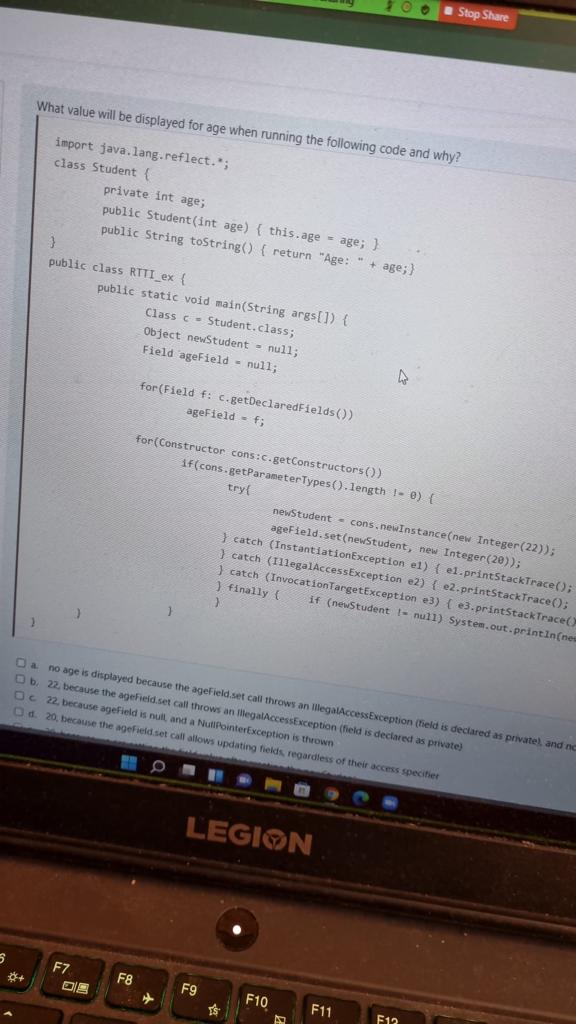 Stop Share
What value will be displayed for age when running the following code and why?
import java.lang.reflect.*;
class Student {
private int age;
public Student(int age) { this.age = age; }
public String toString() { return "Age: " + age;}
}
public class RTTI_ex {
public static void main(String args[]) {
Class c = Student.class;
Object newStudent = null;
Field ageField = null;
for(Field f: c.getDeclaredFields())
ageField = f;
for(Constructor cons:c.getConstructors())
if(cons.getParameterTypes().length != 0) {
try{
newStudent = cons.newInstance(new Integer(22));
ageField.set(newStudent, new Integer(20));
} catch (InstantiationException e1) { e1.printStackTrace();
} catch (IllegalAccessException e2) { e2.printStackTrace();
} catch (InvocationTargetException e3) { e3.printStackTrace()
} finally { if (newStudent != null) System.out.println(
}
}
}
}
a. no age is displayed because the ageField.set call throws an IllegalAccessException (field is declared as private), and
b. 22, because the ageField.set call throws an IllegalAccessException (field is declared as private)
c. 22, because ageField is null, and a NullPointerException is thrown
d. 20, because the ageField.set call allows updating fields, regardless of their access specifier
LEGION
F7
F8
F9
F10
F11
F12